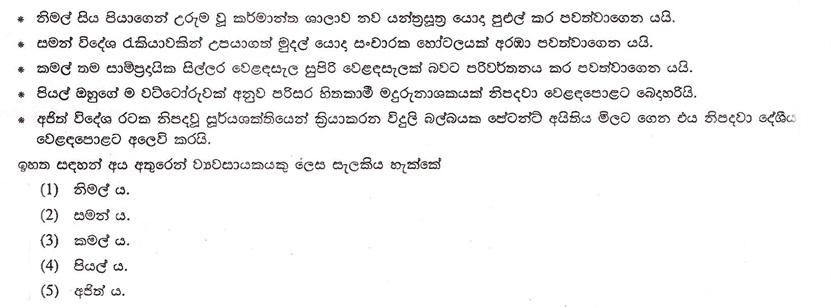 * නිමල් සිය පියාගෙන් උරුම වූ කර්මාන්ත ශාලාව නව යන්ත්‍රසූත්‍ර යොදා පුළුල් කර පවත්වාගෙන යයි.
* සමන් විදේශ රැකියාවකින් උපයාගත් මුදල් යොදා සංචාරක හෝටලයක් අරඹා පවත්වාගෙන යයි.
* කමල් තම සාම්ප්‍රදායික සිල්ලර වෙළඳසැල සුපිරි වෙළඳසැලක් බවට පරිවර්තනය කර පවත්වාගෙන යයි.
* පියල් ඔහුගේ ම වට්ටෝරුවක් අනුව පරිසර හිතකාමී මදුරුනාශකයක් නිපදවා වෙළඳපොළට බෙදාහරියි.
* අජිත් විදේශ රටක නිපදවූ සූර්යශක්තියෙන් ක්‍රියාකරන විදුලි බල්බයක පේටන්ට් අයිතිය මිලට ගෙන එය නිපදවා දේශීය
වෙළඳපොළට අලෙවි කරයි.
ඉහත සඳහන් අය අතුරෙන් ව්‍යවසායකයකු ලෙස සැලකිය හැක්කේ
(1) නිමල් ය.
(2) සමන් ය.
(3) කමල් ය.
(4) පියල් ය.
(5) අජිත් ය.